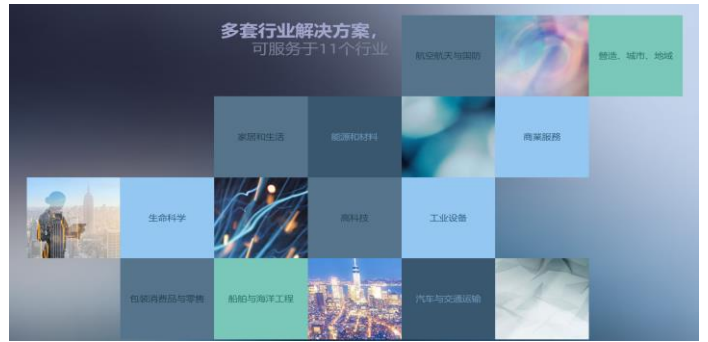 多套行业解决方案，
可服务于11个行业
航空航天与国防
营造、城市、地域
家居和生活
能源和材料
商業服務
生命科学
高科技
工业设备
包装消费品与零售
船舶与海洋工程
汽车与交通运输